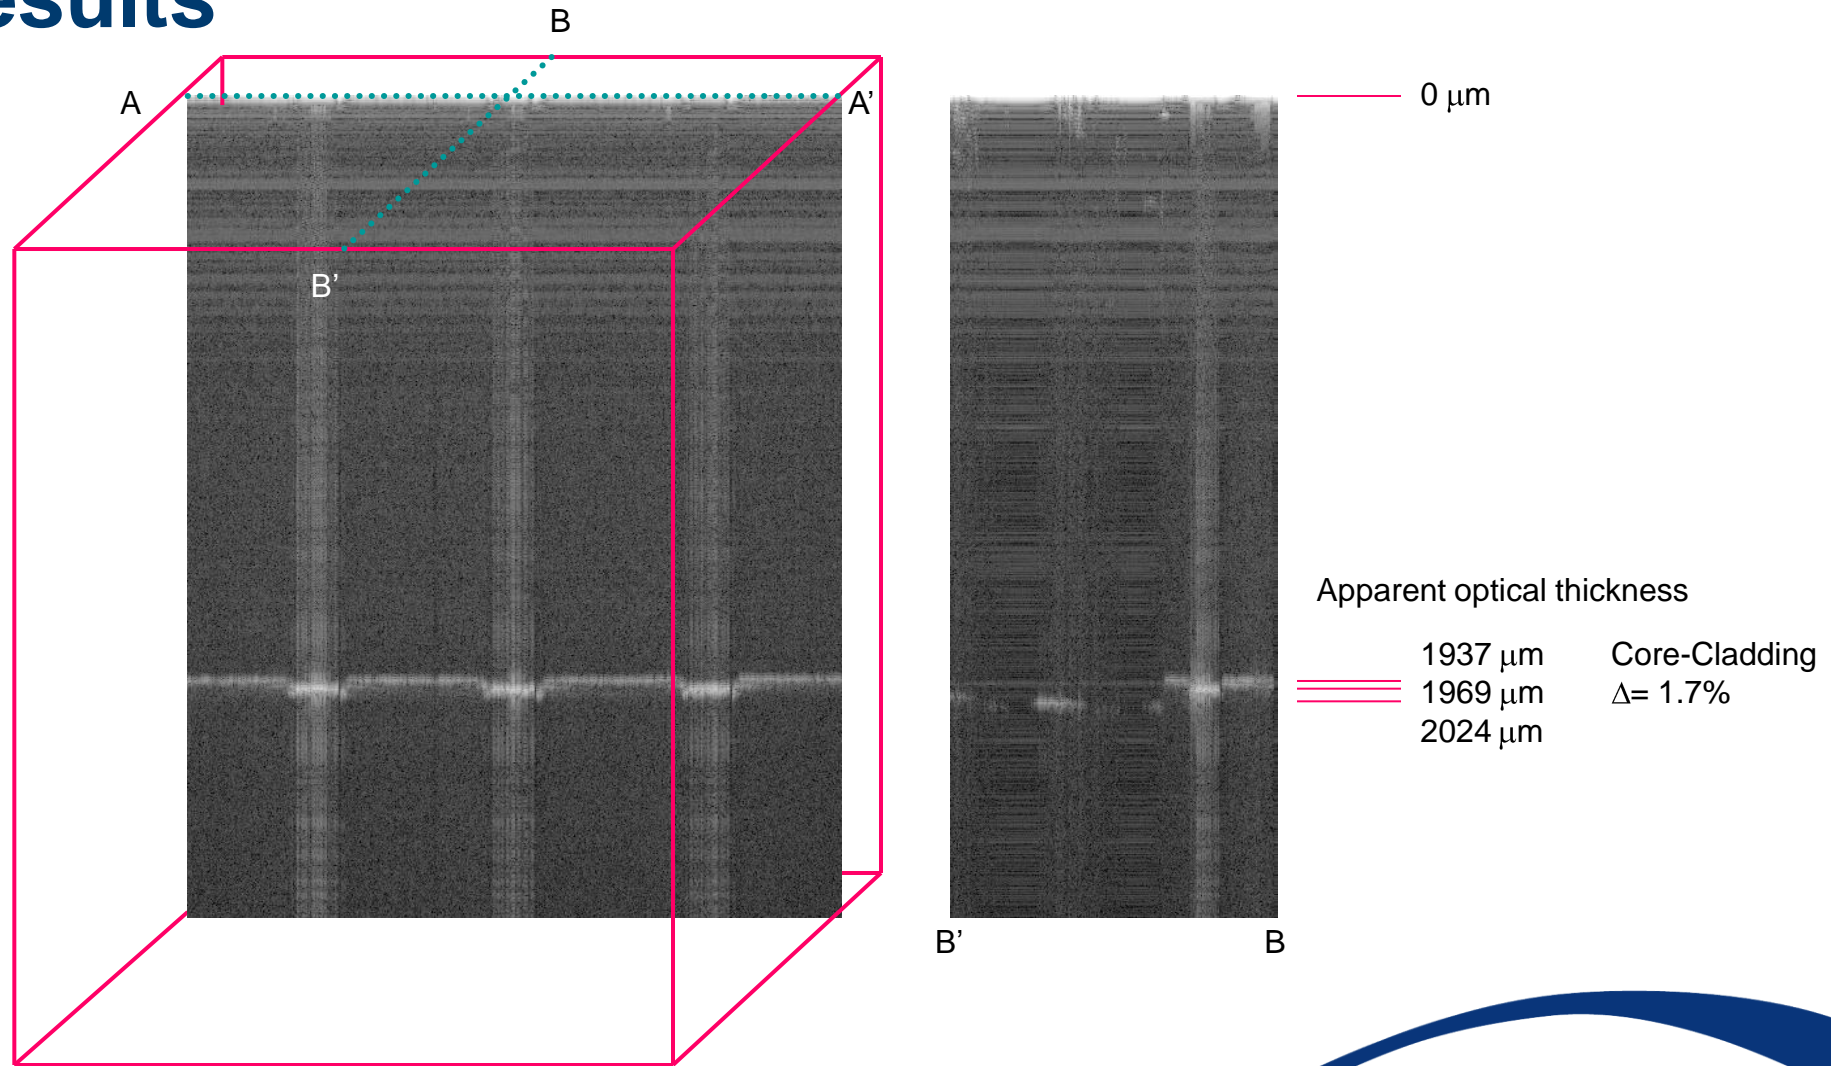 esults
B
A
A’
0 μm
B’
Apparent optical thickness
1937 μm Core-Cladding
1969 μm Δ= 1.7%
2024 μm
B’
B